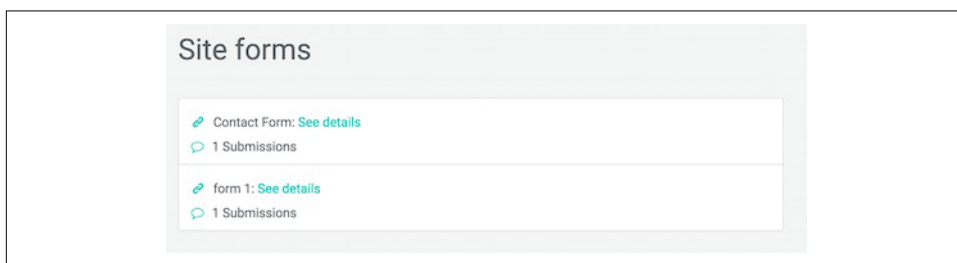 Site forms
Contact Form: See details
1 Submissions
form 1: See details
1 Submissions